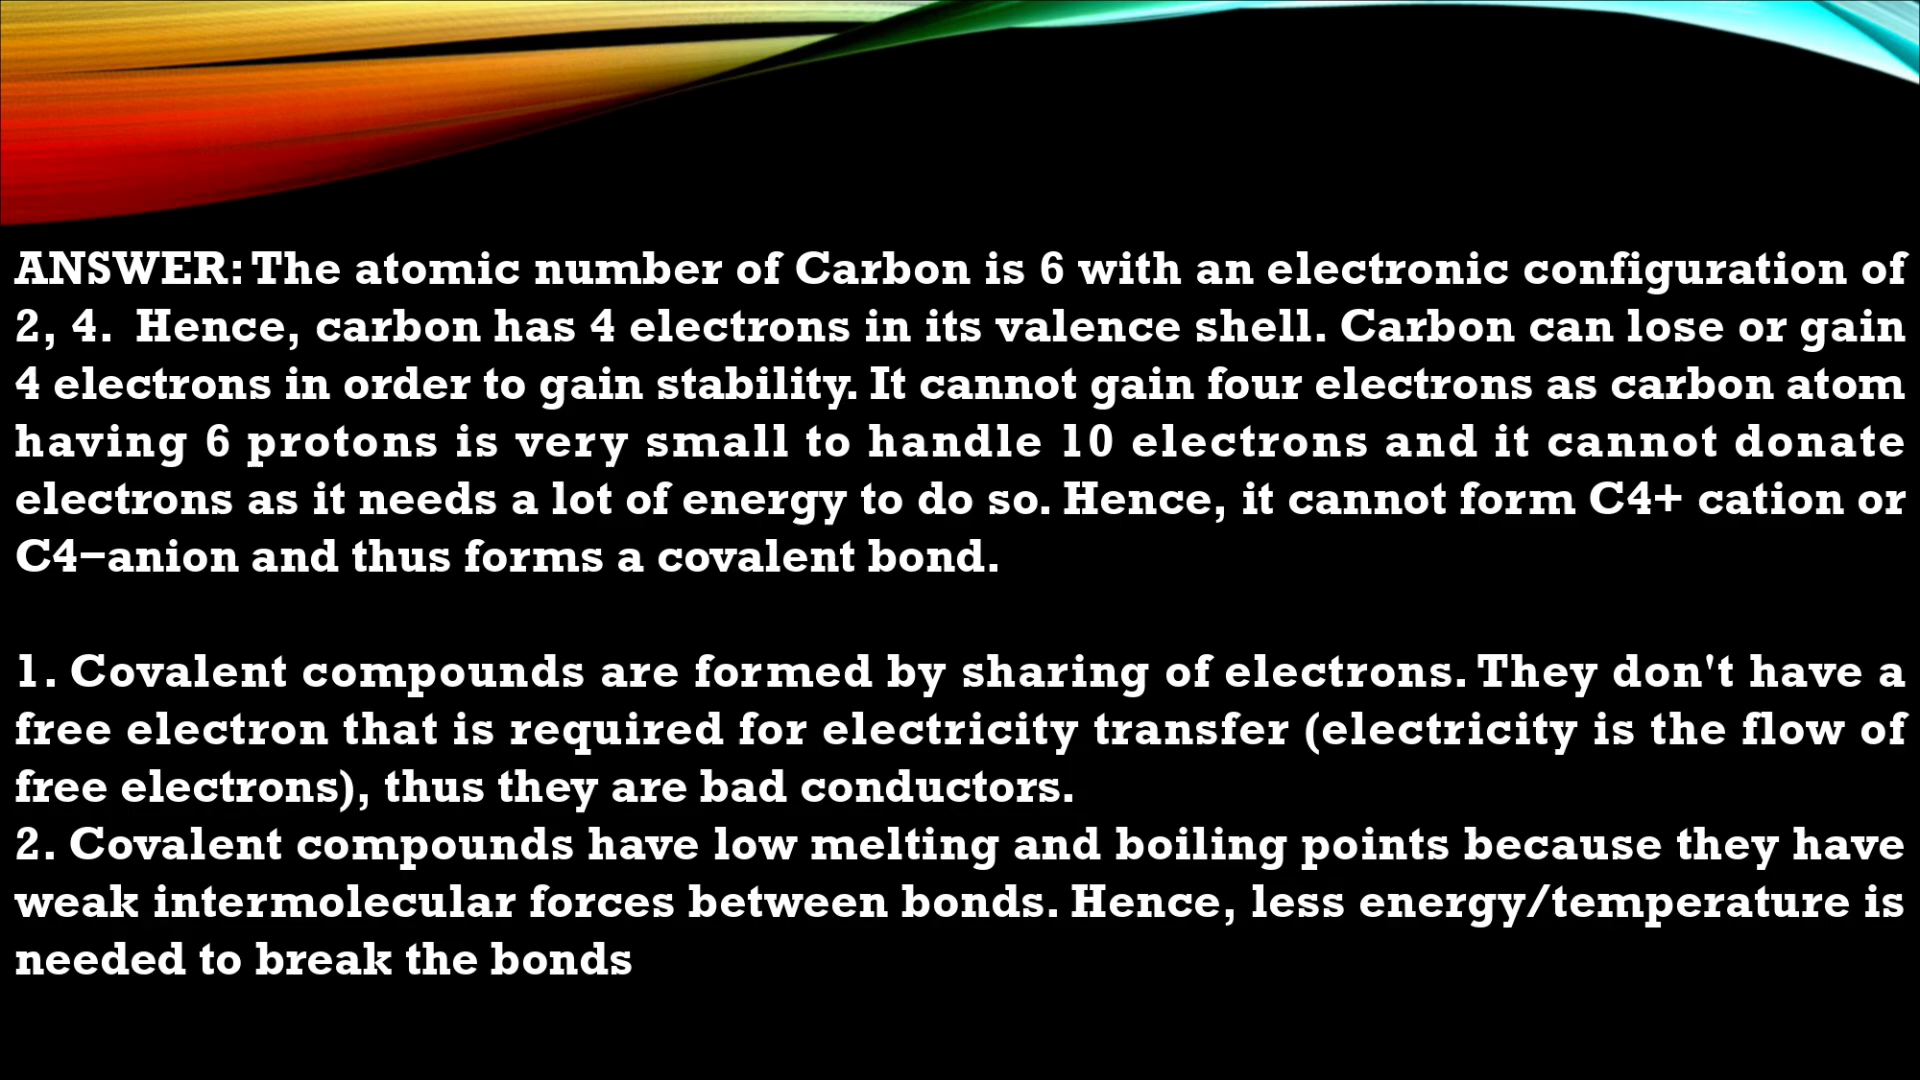 ANSWER: The atomic number of Carbon is 6 with an electronic configuration of
2, 4. Hence, carbon has 4 electrons in its valence shell. Carbon can lose or gain
4 electrons in order to gain stability. It cannot gain four electrons as carbon atom
having 6 protons is very small to handle 10 electrons and it cannot donate
electrons as it needs a lot of energy to do so. Hence, it cannot form C4+ cation or
C4−anion and thus forms a covalent bond.
1. Covalent compounds are formed by sharing of electrons. They don't have a
free electron that is required for electricity transfer (electricity is the flow of
free electrons), thus they are bad conductors.
2. Covalent compounds have low melting and boiling points because they have
weak intermolecular forces between bonds. Hence, less energy/temperature is
needed to break the bonds